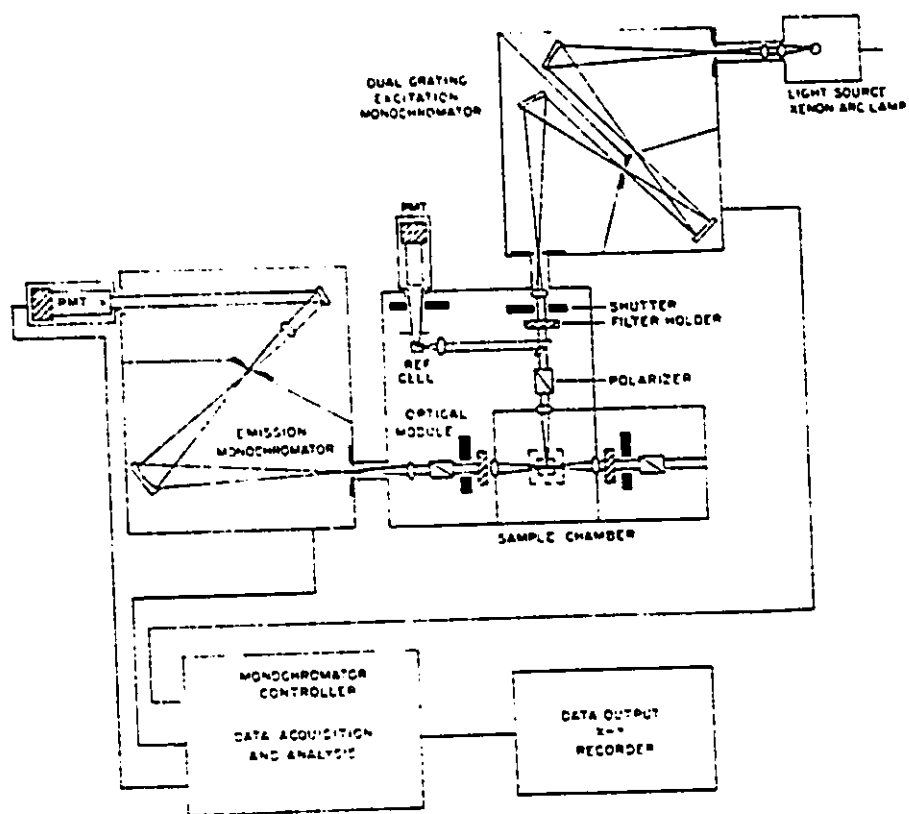 DUAL GRATING
EXCITATION
MONOCHROMATOR
LIGHT SOURCE
XENON ARC LAMP
PMT
PMT
SHUTTER
FILTER HOLDER
REF
CELL
POLARIZER
OPTICAL
MODULE
EMISSION
MONOCHROMATOR
SAMPLE CHAMBER
MONOCHROMATOR
CONTROLLER
DATA ACQUISITION
AND ANALYSIS
DATA OUTPUT
X-Y
RECORDER